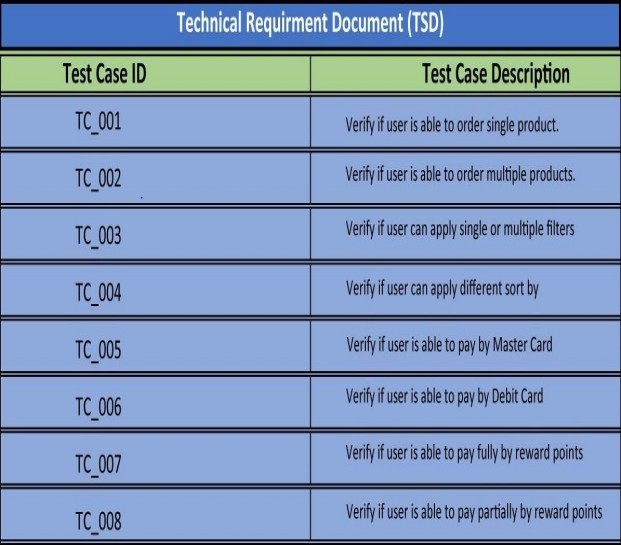 Technical Requirment Document (TSD)
Test Case ID Test Case Description
TC_001 Verify if user is able to order single product.
TC_002 Verify if user is able to order multiple products.
TC_003 Verify if user can apply single or multiple filters
TC_004 Verify if user can apply different sort by
TC_005 Verify if user is able to pay by Master Card
TC_006 Verify if user is able to pay by Debit Card
TC_007 Verify if user is able to pay fully by reward points
TC_008 Verify if user is able to pay partially by reward points